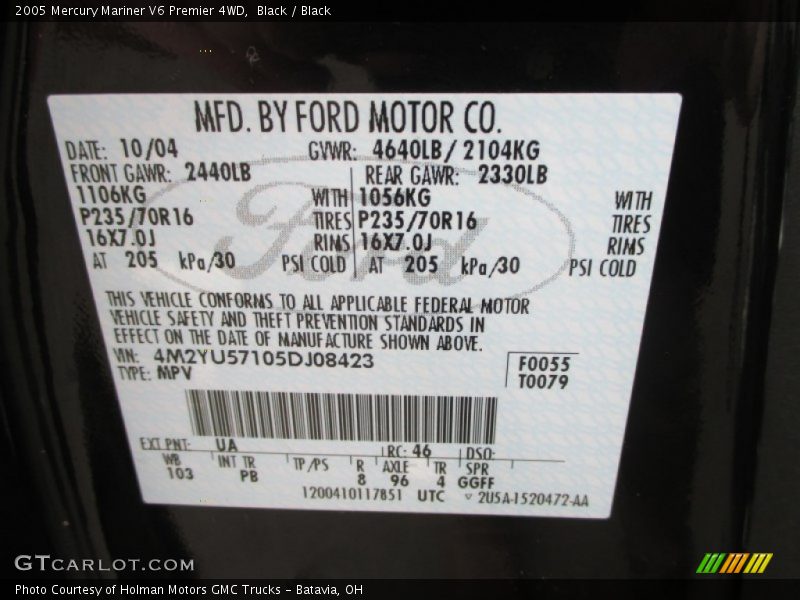 2005 Mercury Mariner V6 Premier 4WD, Black / Black
MFD. BY FORD MOTOR CO.
DATE: 10/04 GVWR: 4640LB/ 2104KG
FRONT GAWR: 2440LB REAR GAWR: 2330LB
1106KG WITH 1056KG WITH
P235/70R16 TIRES P235/70R16 TIRES
16X7.0J RIMS 16X7.0J RIMS
AT 205 kPa/30 PSI COLD AT 205 kPa/30 PSI COLD
Ford
THIS VEHICLE CONFORMS TO ALL APPLICABLE FEDERAL MOTOR
VEHICLE SAFETY AND THEFT PREVENTION STANDARDS IN
EFFECT ON THE DATE OF MANUFACTURE SHOWN ABOVE.
VIN: 4M2YU57105DJ08423 F0055
TYPE: MPV T0079
EXT PNT: UA RC: 46 DSO:
WB INT TR TP/PS R AXLE TR SPR
103 PB 8 96 4 GGFF
1200410117851 UTC ▽ 2U5A-1520472-AA
GTCARLOT.COM
Photo Courtesy of Holman Motors GMC Trucks - Batavia, OH